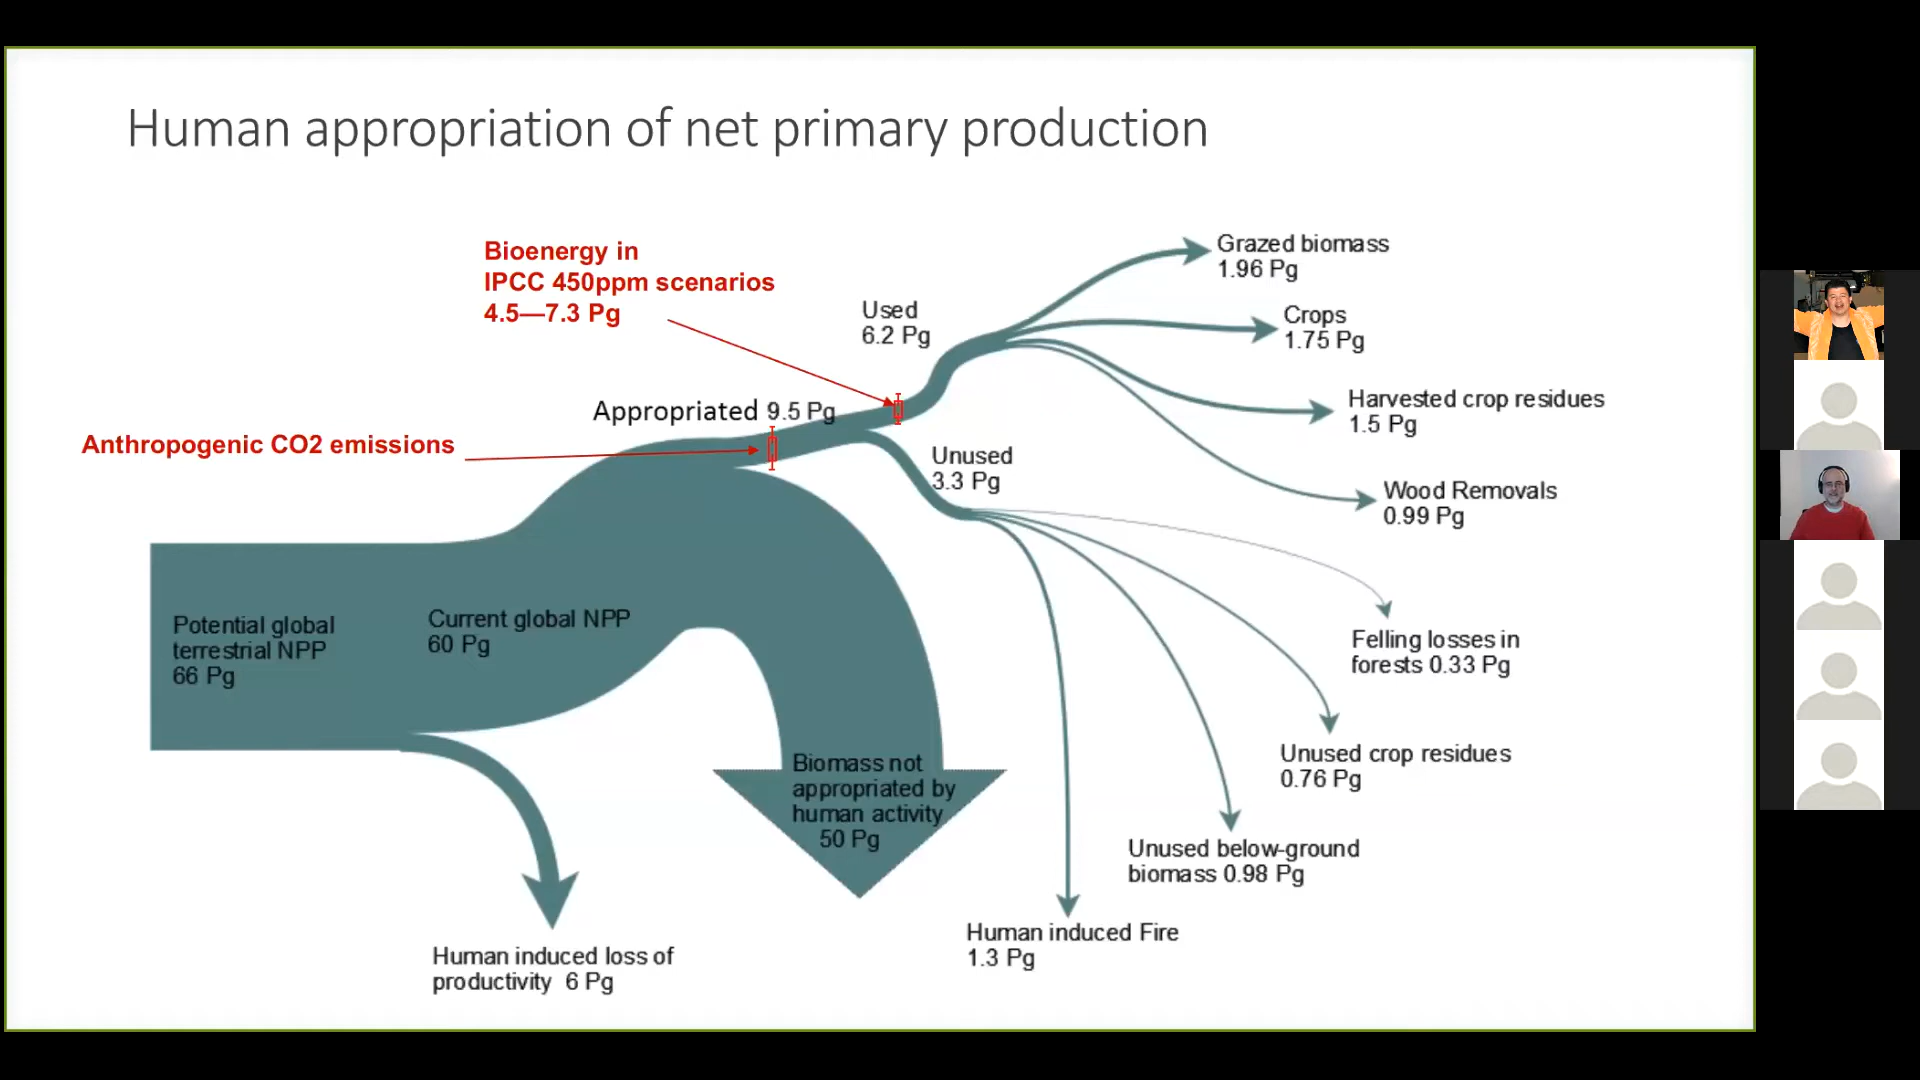 Human appropriation of net primary production
Bioenergy in
IPCC 450ppm scenarios
4.5—7.3 Pg
Anthropogenic CO2 emissions
Appropriated 9.5 Pg
Used
6.2 Pg
Grazed biomass
1.96 Pg
Crops
1.75 Pg
Harvested crop residues
1.5 Pg
Wood Removals
0.99 Pg
Unused
3.3 Pg
Felling losses in
forests 0.33 Pg
Unused crop residues
0.76 Pg
Unused below-ground
biomass 0.98 Pg
Human induced Fire
1.3 Pg
Potential global
terrestrial NPP
66 Pg
Current global NPP
60 Pg
Biomass not
appropriated by
human activity
50 Pg
Human induced loss of
productivity 6 Pg